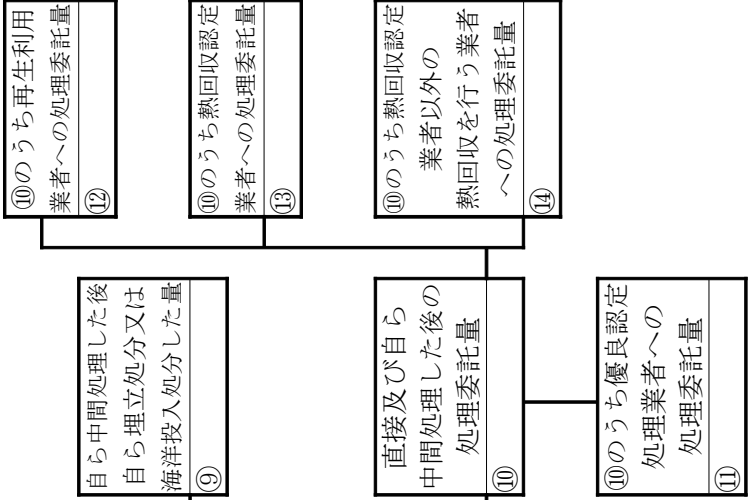 ⑩のうち再生利用
業者への処理委託量
⑫
⑩のうち熱回収認定
業者への処理委託量
⑬
⑩のうち熱回収認定
業者以外の
熱回収を行う業者
への処理委託量
⑭
自ら中間処理した後
自ら埋立処分又は
海洋投入処分した量
⑨
直接及び自ら
中間処理した後の
処理委託量
⑩
⑩のうち優良認定
処理業者への
処理委託量
⑪